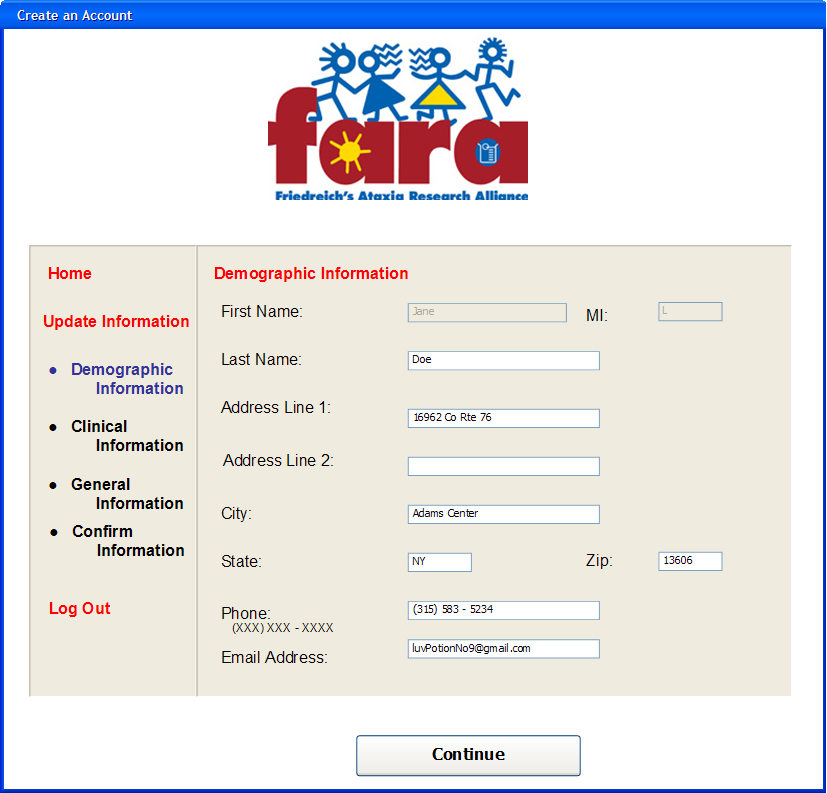 Create an Account
fara
Friedreich's Ataxia Research Alliance
Home
Update Information
• Demographic
Information
• Clinical
Information
• General
Information
• Confirm
Information
Log Out
Demographic Information
First Name: Jane MI: L
Last Name: Doe
Address Line 1: 16962 Co Rte 76
Address Line 2:
City: Adams Center
State: NY Zip: 13606
Phone: (315) 583 - 5234
(XXX) XXX - XXXX
Email Address: luvPotionNo9@gmail.com
Continue